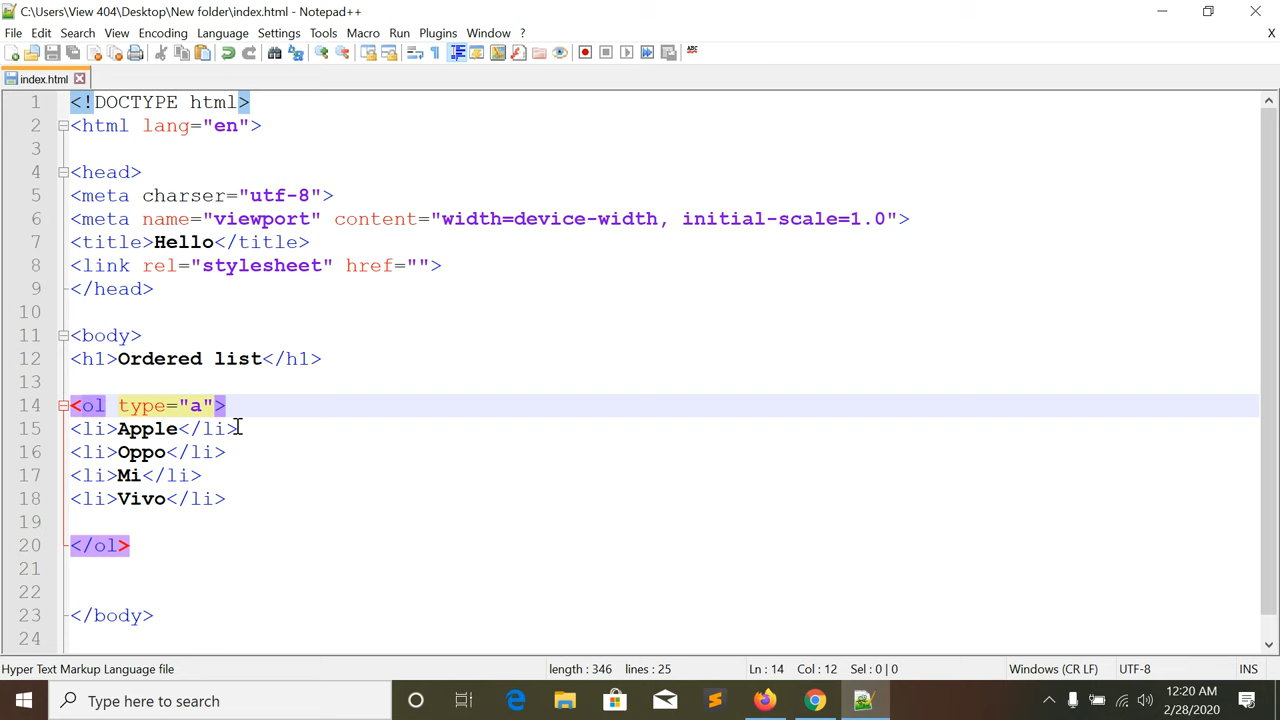 C:\Users\View 404\Desktop\New folder\index.html - Notepad++
File Edit Search View Encoding Language Settings Tools Macro Run Plugins Window ? X
index.html
1 <!DOCTYPE html>
2 <html lang="en">
3
4 <head>
5 <meta charser="utf-8">
6 <meta name="viewport" content="width=device-width, initial-scale=1.0">
7 <title>Hello</title>
8 <link rel="stylesheet" href="">
9 </head>
10
11 <body>
12 <h1>Ordered list</h1>
13
14 <ol type="a">
15 <li>Apple</li>
16 <li>Oppo</li>
17 <li>Mi</li>
18 <li>Vivo</li>
19
20 </ol>
21
22
23 </body>
24
Hyper Text Markup Language file length : 346 lines : 25 Ln : 14 Col : 12 Sel : 0 | 0 Windows (CR LF) UTF-8 INS
Type here to search
12:20 AM
2/28/2020